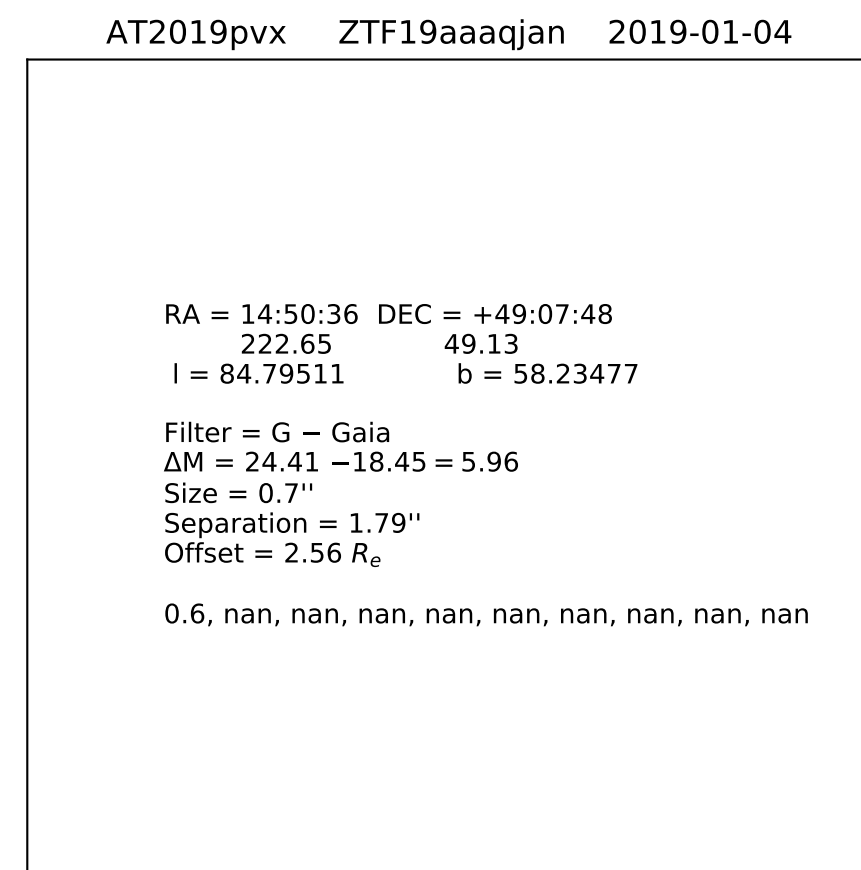 AT2019pvx ZTF19aaaqjan 2019-01-04
RA = 14:50:36 DEC = +49:07:48
222.65 49.13
l = 84.79511 b = 58.23477
Filter = G − Gaia
ΔM = 24.41 −18.45 = 5.96
Size = 0.7''
Separation = 1.79''
Offset = 2.56 Re
0.6, nan, nan, nan, nan, nan, nan, nan, nan, nan